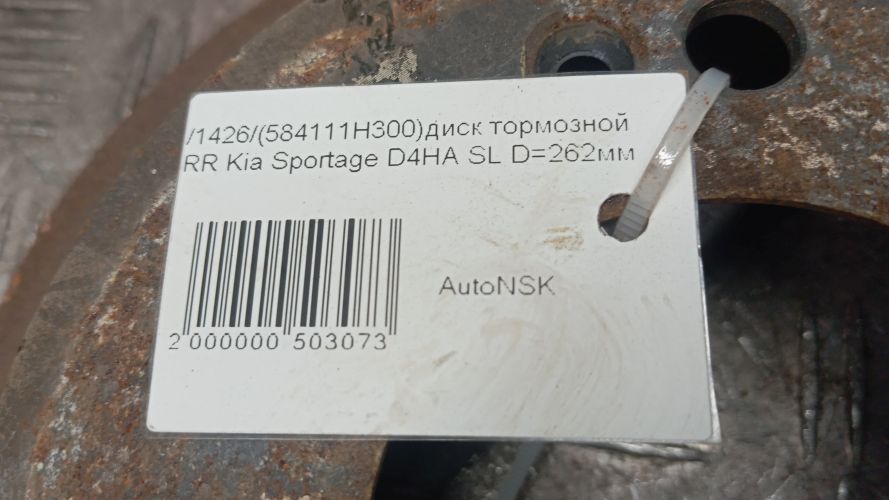 /1426/(584111H300)диск тормозной
RR Kia Sportage D4HA SL D=262мм
AutoNSK
2 000000 503073